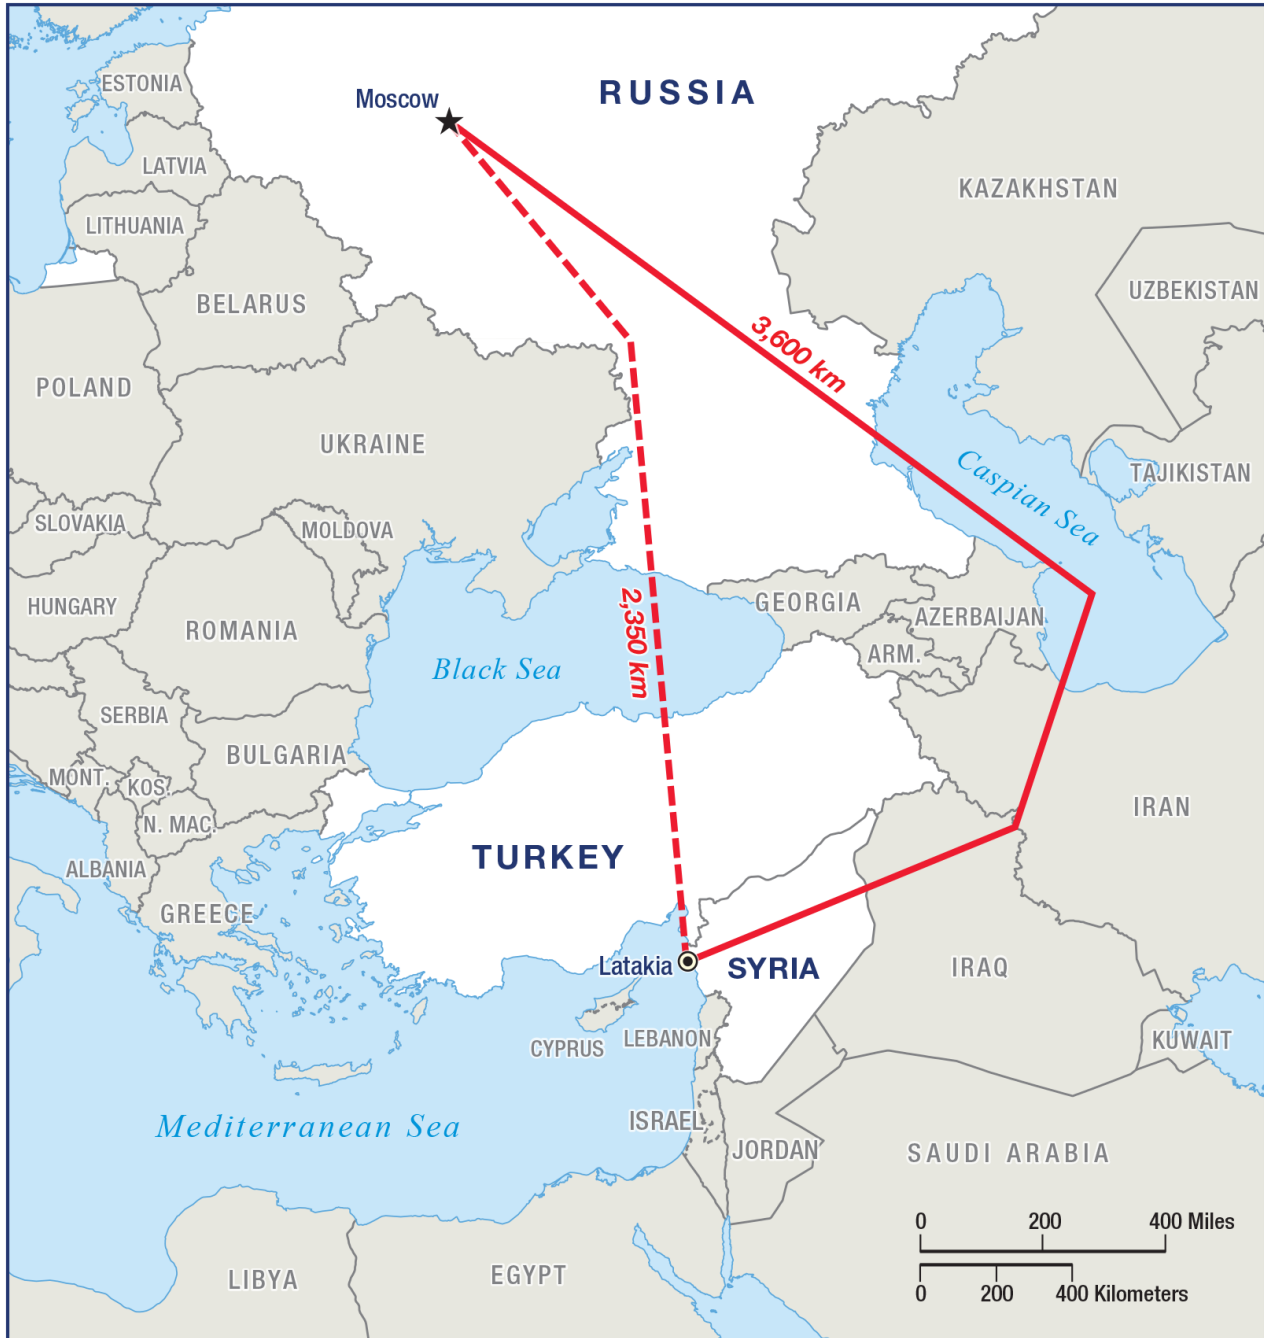 ESTONIA
Moscow
RUSSIA
LATVIA
KAZAKHSTAN
LITHUANIA
UZBEKISTAN
BELARUS
3,600 km
POLAND
UKRAINE
Caspian Sea
TAJIKISTAN
SLOVAKIA
MOLDOVA
HUNGARY
ROMANIA
2,350 km
GEORGIA
AZERBAIJAN
ARM.
Black Sea
SERBIA
BULGARIA
MONT.
KOS.
N. MAC.
IRAN
ALBANIA
TURKEY
GREECE
Latakia
SYRIA
IRAQ
CYPRUS
LEBANON
KUWAIT
Mediterranean Sea
ISRAEL
JORDAN
SAUDI ARABIA
0 200 400 Miles
LIBYA
EGYPT
0 200 400 Kilometers